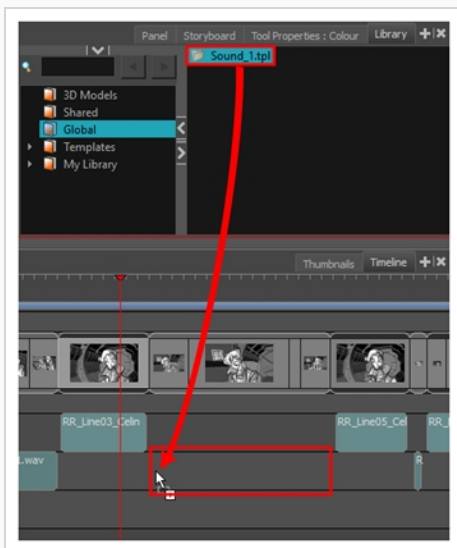 Panel Storyboard Tool Properties : Colour Library
Sound_1.tpl
3D Models
Shared
Global
Templates
My Library
Thumbnails Timeline
RR_Line03_Celin RR_Line05_Cel RR_
.wav R